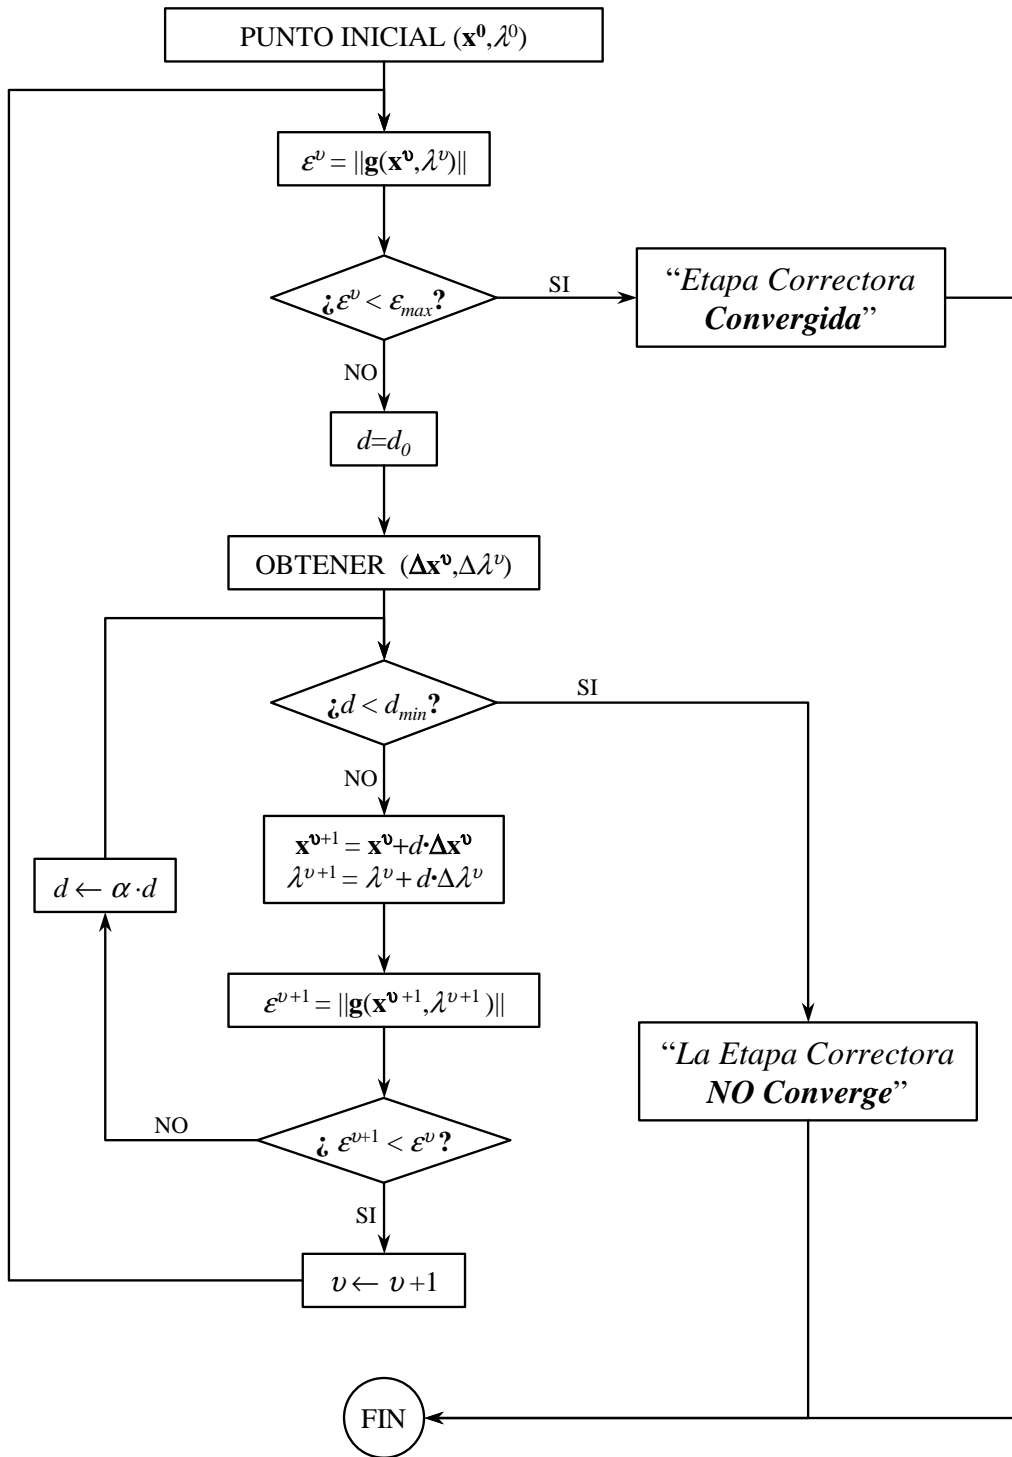 PUNTO INICIAL (x⁰,λ⁰)
ε^υ = ||g(x^υ,λ^υ)||
¿ε^υ < ε_max?
SI
“Etapa Correctora
Convergida”
NO
d=d₀
OBTENER (Δx^υ,Δλ^υ)
¿d < d_min?
SI
NO
x^υ+1 = x^υ+d·Δx^υ
λ^υ+1 = λ^υ+ d·Δλ^υ
d ← α·d
ε^υ+1 = ||g(x^υ+1,λ^υ+1)||
“La Etapa Correctora
NO Converge”
NO
¿ ε^υ+1 < ε^υ?
SI
υ ← υ+1
FIN